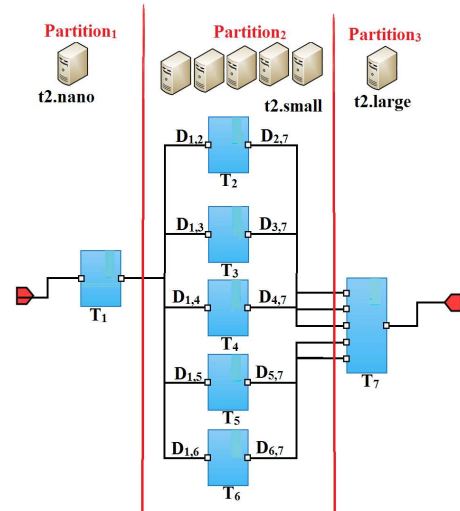 Partition₁ Partition₂ Partition₃
t2.nano t2.small t2.large
D₁,₂ D₂,₇
T₂
D₁,₃ D₃,₇
T₃
D₁,₄ D₄,₇
T₁ T₄
D₁,₅ D₅,₇ T₇
T₅
D₁,₆ D₆,₇
T₆